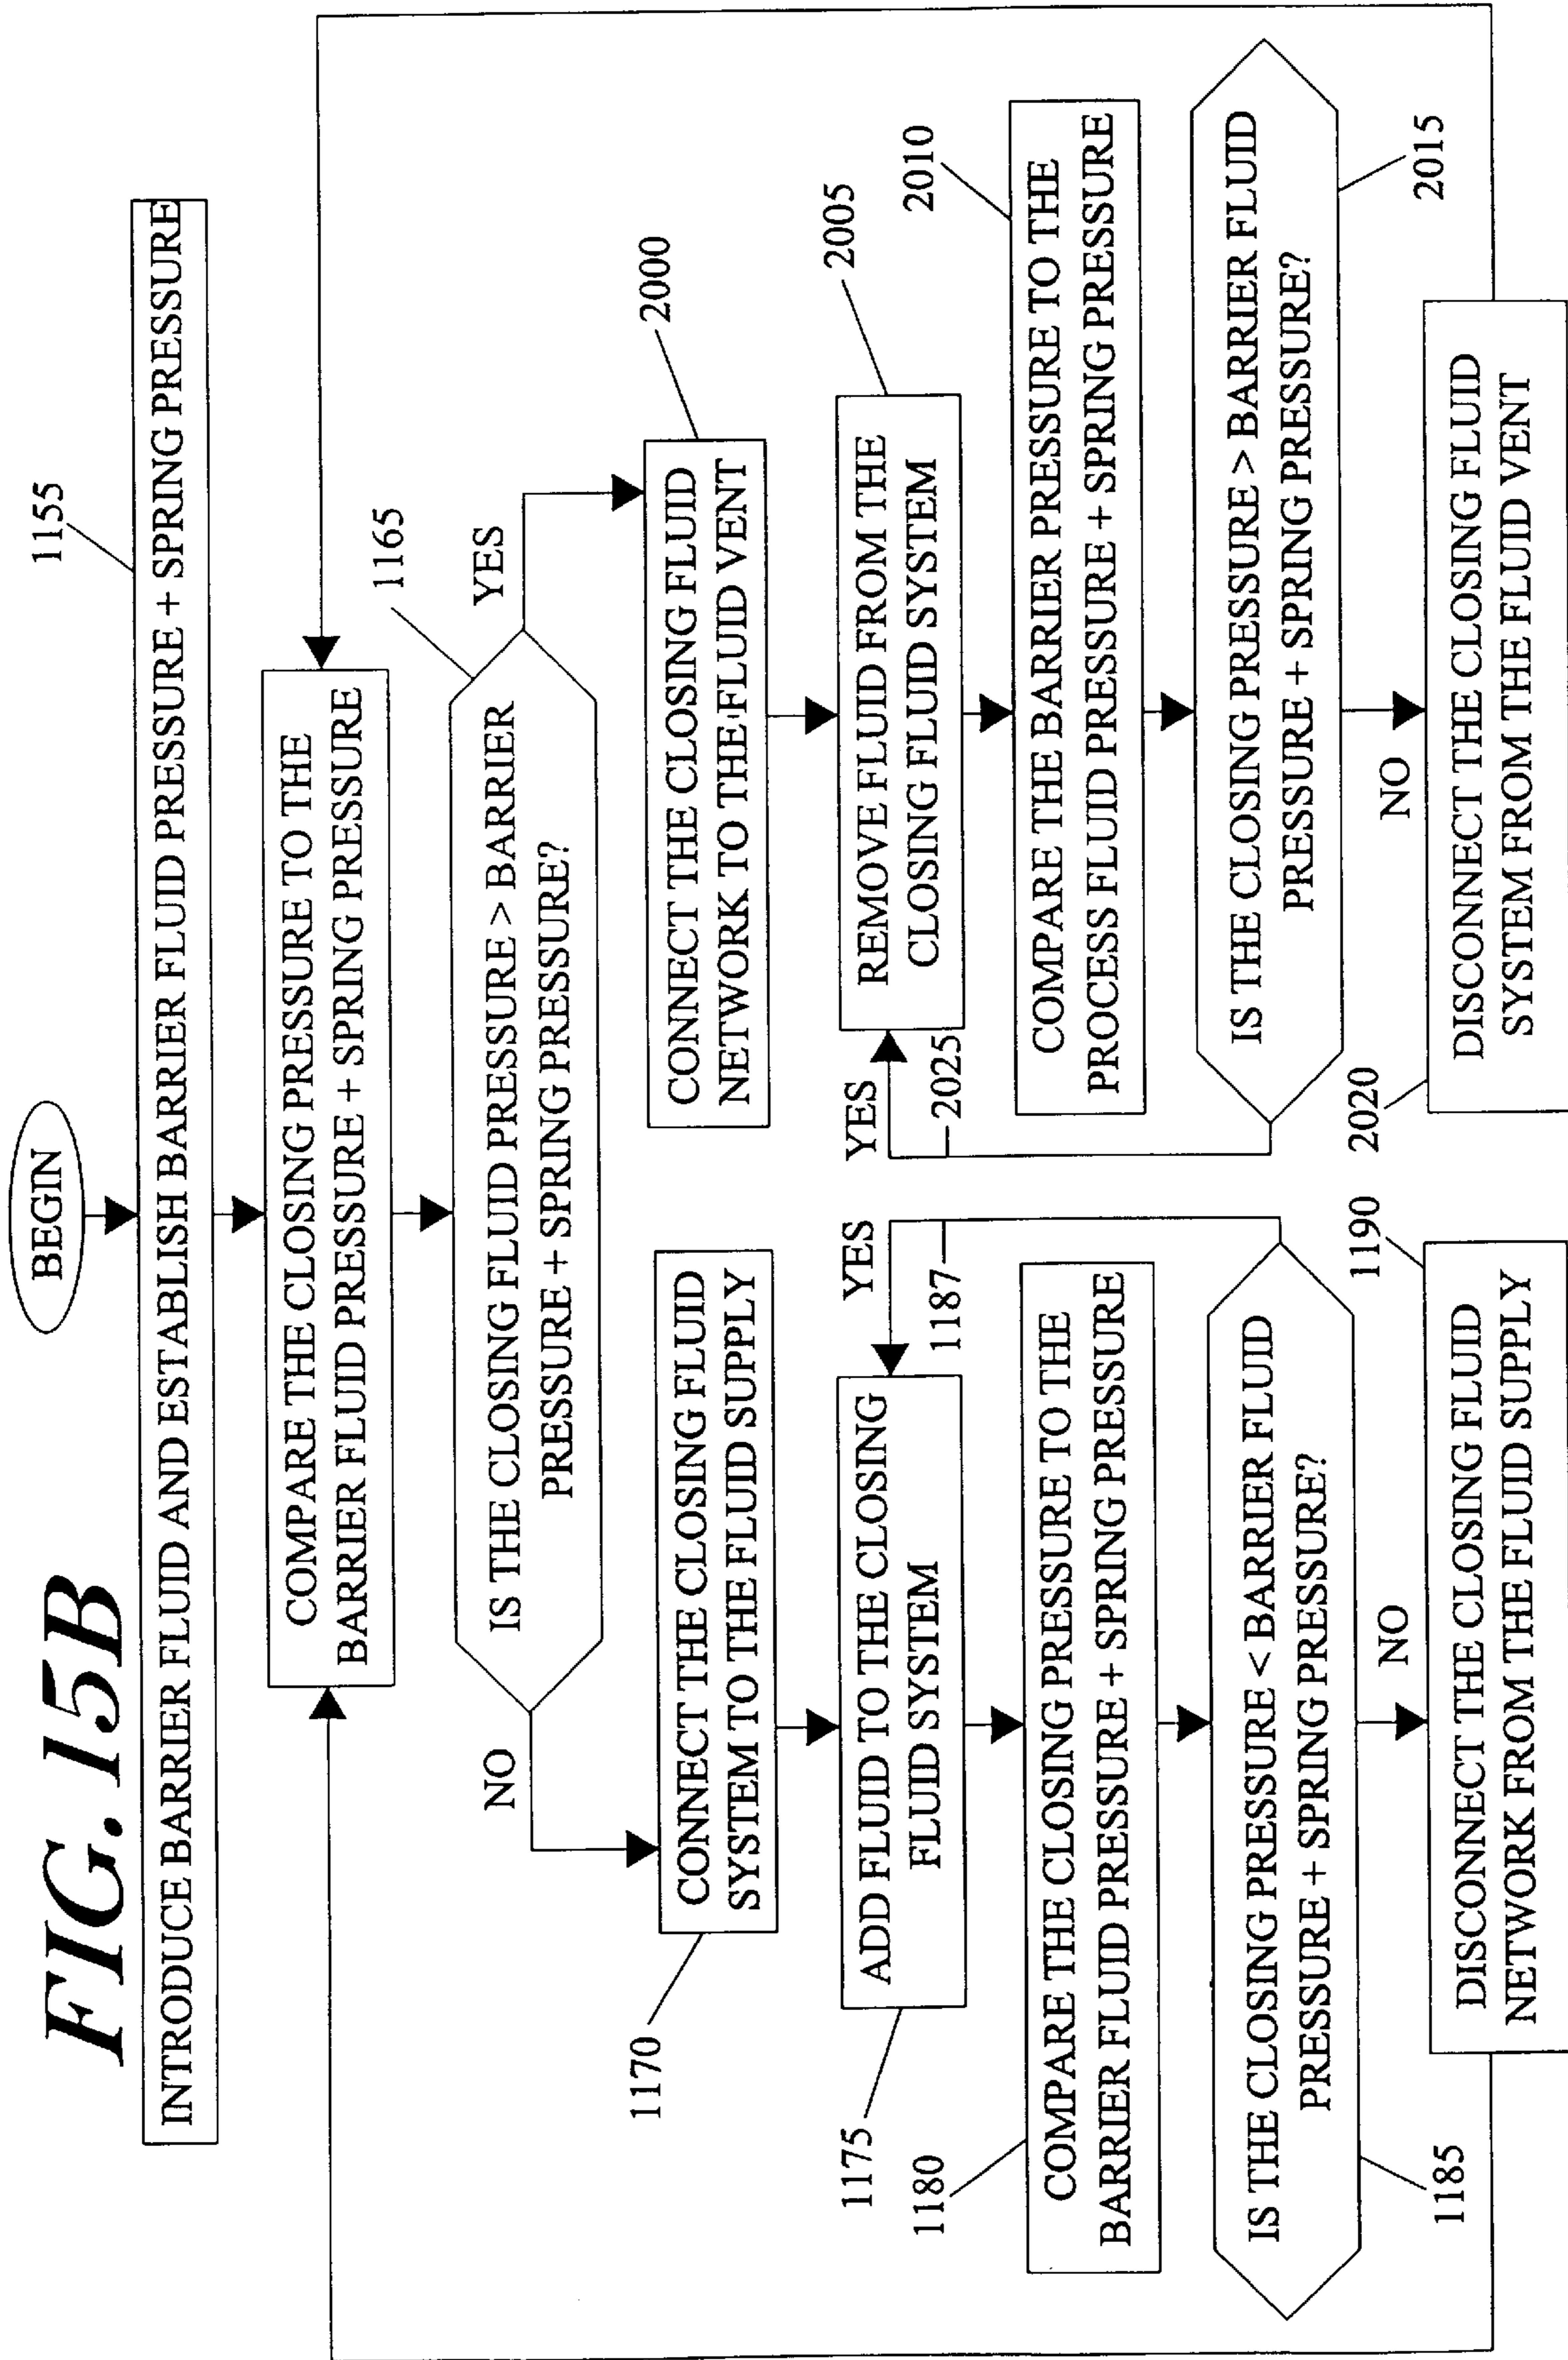 FIG. 15B
BEGIN
1155
INTRODUCE BARRIER FLUID AND ESTABLISH BARRIER FLUID PRESSURE + SPRING PRESSURE
COMPARE THE CLOSING PRESSURE TO THE
BARRIER FLUID PRESSURE + SPRING PRESSURE
1165
IS THE CLOSING FLUID PRESSURE > BARRIER
PRESSURE + SPRING PRESSURE?
NO
YES
CONNECT THE CLOSING FLUID
SYSTEM TO THE FLUID SUPPLY
1170
ADD FLUID TO THE CLOSING
FLUID SYSTEM
1175
YES
1187
1180
COMPARE THE CLOSING PRESSURE TO THE
BARRIER FLUID PRESSURE + SPRING PRESSURE
IS THE CLOSING PRESSURE < BARRIER FLUID
PRESSURE + SPRING PRESSURE?
1185
NO
1190
DISCONNECT THE CLOSING FLUID
NETWORK FROM THE FLUID SUPPLY
2000
CONNECT THE CLOSING FLUID
NETWORK TO THE FLUID VENT
2005
REMOVE FLUID FROM THE
CLOSING FLUID SYSTEM
YES
2025
2010
COMPARE THE BARRIER PRESSURE TO THE
PROCESS FLUID PRESSURE + SPRING PRESSURE
IS THE CLOSING PRESSURE > BARRIER FLUID
PRESSURE + SPRING PRESSURE?
2015
NO
2020
DISCONNECT THE CLOSING FLUID
SYSTEM FROM THE FLUID VENT